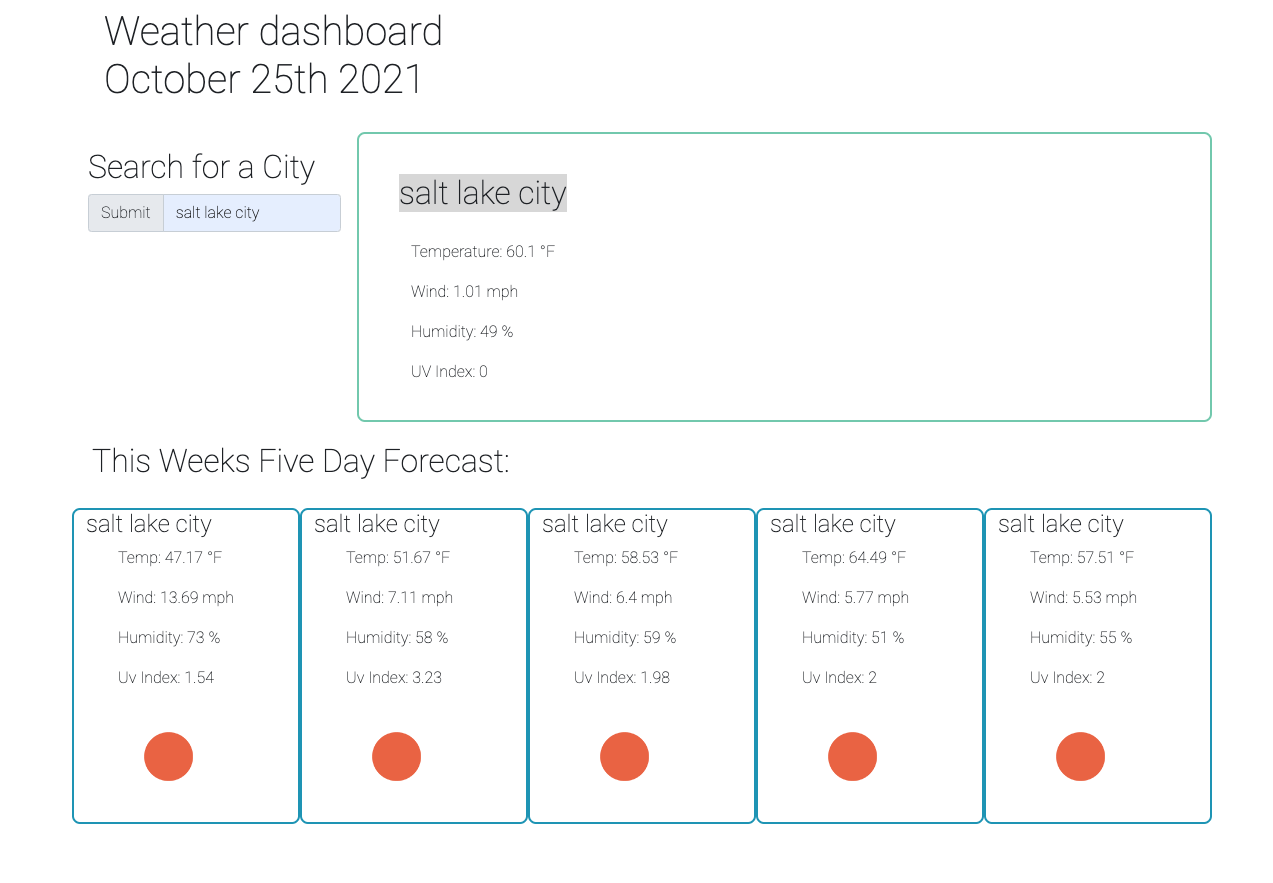 Weather dashboard
October 25th 2021
Search for a City
Submit salt lake city
salt lake city
Temperature: 60.1 °F
Wind: 1.01 mph
Humidity: 49 %
UV Index: 0
This Weeks Five Day Forecast:
salt lake city
Temp: 47.17 °F
Wind: 13.69 mph
Humidity: 73 %
Uv Index: 1.54
salt lake city
Temp: 51.67 °F
Wind: 7.11 mph
Humidity: 58 %
Uv Index: 3.23
salt lake city
Temp: 58.53 °F
Wind: 6.4 mph
Humidity: 59 %
Uv Index: 1.98
salt lake city
Temp: 64.49 °F
Wind: 5.77 mph
Humidity: 51 %
Uv Index: 2
salt lake city
Temp: 57.51 °F
Wind: 5.53 mph
Humidity: 55 %
Uv Index: 2